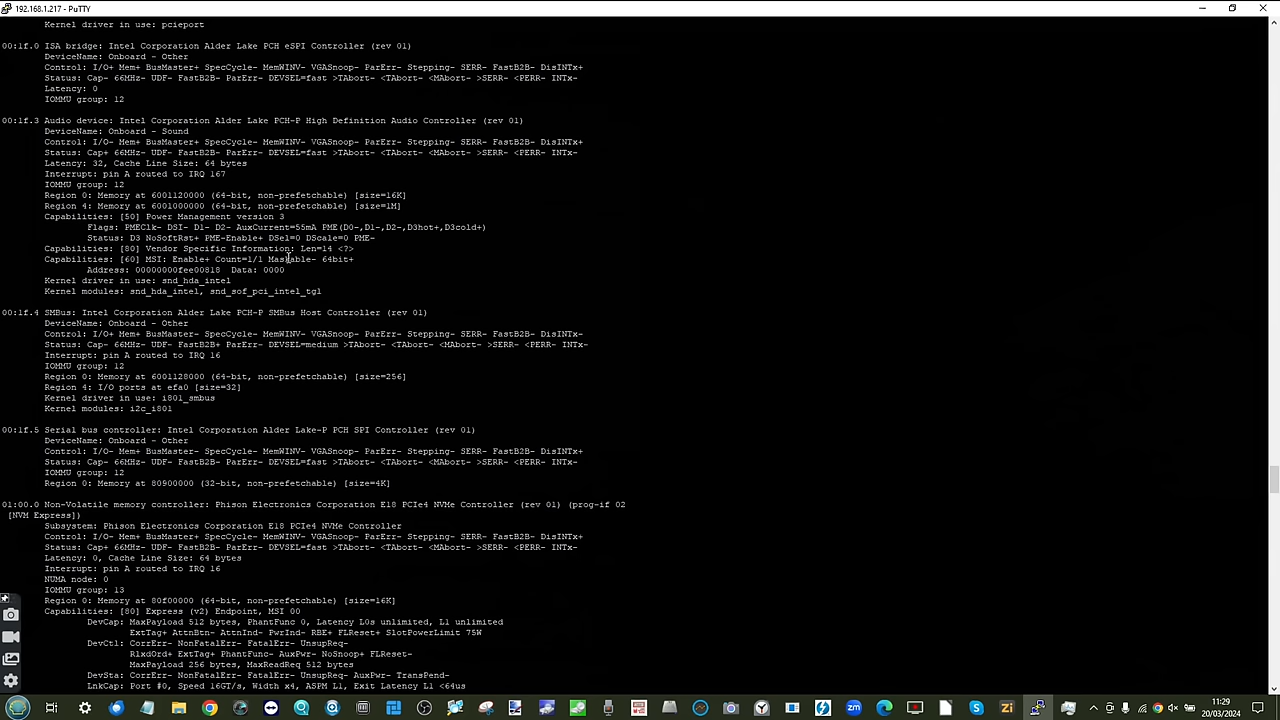 192.168.1.217 - PuTTY
Kernel driver in use: pcieport
00:1f.0 ISA bridge: Intel Corporation Alder Lake PCH eSPI Controller (rev 01)
DeviceName: Onboard - Other
Control: I/O+ Mem+ BusMaster+ SpecCycle- MemWINV- VGASnoop- ParErr- Stepping- SERR- FastB2B- DisINTx-
Status: Cap- 66MHz- UDF- FastB2B- ParErr- DEVSEL=fast >TAbort- <TAbort- <MAbort- >SERR- <PERR- INTx-
Latency: 0
IOMMU group: 12
00:1f.3 Audio device: Intel Corporation Alder Lake PCH-P High Definition Audio Controller (rev 01)
DeviceName: Onboard - Sound
Control: I/O- Mem+ BusMaster+ SpecCycle- MemWINV- VGASnoop- ParErr- Stepping- SERR- FastB2B- DisINTx+
Status: Cap+ 66MHz- UDF- FastB2B- ParErr- DEVSEL=fast >TAbort- <TAbort- <MAbort- >SERR- <PERR- INTx-
Latency: 32, Cache Line Size: 64 bytes
Interrupt: pin A routed to IRQ 167
IOMMU group: 12
Region 0: Memory at 6001120000 (64-bit, non-prefetchable) [size=16K]
Region 4: Memory at 6001000000 (64-bit, non-prefetchable) [size=1M]
Capabilities: [50] Power Management version 3
Flags: PMEClk- DSI- D1- D2- AuxCurrent=55mA PME(D0-,D1-,D2-,D3hot+,D3cold+)
Status: D3 NoSoftRst+ PME-Enable+ DSel=0 DScale=0 PME-
Capabilities: [80] Vendor Specific Information: Len=14 <?>
Capabilities: [60] MSI: Enable+ Count=1/1 Maskable- 64bit+
Address: 00000000fee00818  Data: 0000
Kernel driver in use: snd_hda_intel
Kernel modules: snd_hda_intel, snd_sof_pci_intel_tgl
00:1f.4 SMBus: Intel Corporation Alder Lake PCH-P SMBus Host Controller (rev 01)
DeviceName: Onboard - Other
Control: I/O+ Mem+ BusMaster- SpecCycle- MemWINV- VGASnoop- ParErr- Stepping- SERR- FastB2B- DisINTx-
Status: Cap- 66MHz- UDF- FastB2B+ ParErr- DEVSEL=medium >TAbort- <TAbort- <MAbort- >SERR- <PERR- INTx-
Interrupt: pin A routed to IRQ 16
IOMMU group: 12
Region 0: Memory at 6001128000 (64-bit, non-prefetchable) [size=256]
Region 4: I/O ports at efa0 [size=32]
Kernel driver in use: i801_smbus
Kernel modules: i2c_i801
00:1f.5 Serial bus controller: Intel Corporation Alder Lake-P PCH SPI Controller (rev 01)
DeviceName: Onboard - Other
Control: I/O- Mem+ BusMaster- SpecCycle- MemWINV- VGASnoop- ParErr- Stepping- SERR- FastB2B- DisINTx-
Status: Cap- 66MHz- UDF- FastB2B- ParErr- DEVSEL=fast >TAbort- <TAbort- <MAbort- >SERR- <PERR- INTx-
IOMMU group: 12
Region 0: Memory at 80900000 (32-bit, non-prefetchable) [size=4K]
01:00.0 Non-Volatile memory controller: Phison Electronics Corporation E18 PCIe4 NVMe Controller (rev 01) (prog-if 02
[NVM Express])
Subsystem: Phison Electronics Corporation E18 PCIe4 NVMe Controller
Control: I/O- Mem+ BusMaster+ SpecCycle- MemWINV- VGASnoop- ParErr- Stepping- SERR- FastB2B- DisINTx+
Status: Cap+ 66MHz- UDF- FastB2B- ParErr- DEVSEL=fast >TAbort- <TAbort- <MAbort- >SERR- <PERR- INTx-
Latency: 0, Cache Line Size: 64 bytes
Interrupt: pin A routed to IRQ 16
NUMA node: 0
IOMMU group: 13
Region 0: Memory at 80f00000 (64-bit, non-prefetchable) [size=16K]
Capabilities: [80] Express (v2) Endpoint, MSI 00
DevCap: MaxPayload 512 bytes, PhantFunc 0, Latency L0s unlimited, L1 unlimited
ExtTag+ AttnBtn- AttnInd- PwrInd- RBE+ FLReset+ SlotPowerLimit 75W
DevCtl: CorrErr- NonFatalErr- FatalErr- UnsupReq-
RlxdOrd+ ExtTag+ PhantFunc- AuxPwr- NoSnoop+ FLReset-
MaxPayload 256 bytes, MaxReadReq 512 bytes
DevSta: CorrErr- NonFatalErr- FatalErr- UnsupReq- AuxPwr- TransPend-
LnkCap: Port #0, Speed 16GT/s, Width x4, ASPM L1, Exit Latency L1 <64us
zm
Zi
11:29
20/03/2024